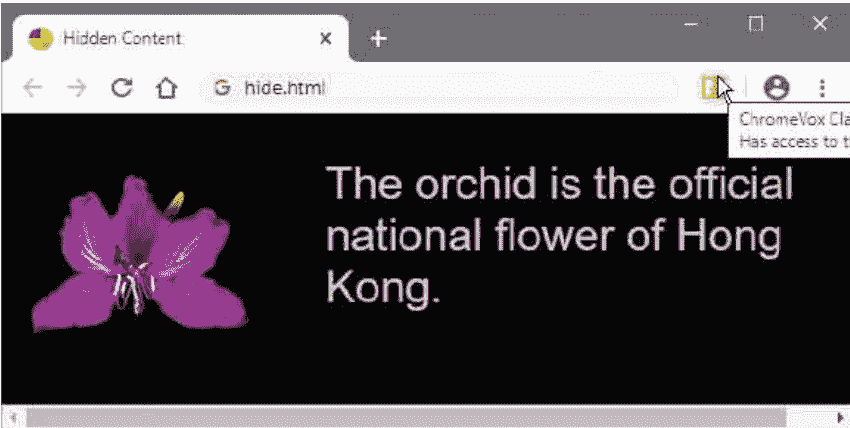 Hidden Content
hide.html
ChromeVox Cla
Has access to t
The orchid is the official
national flower of Hong
Kong.